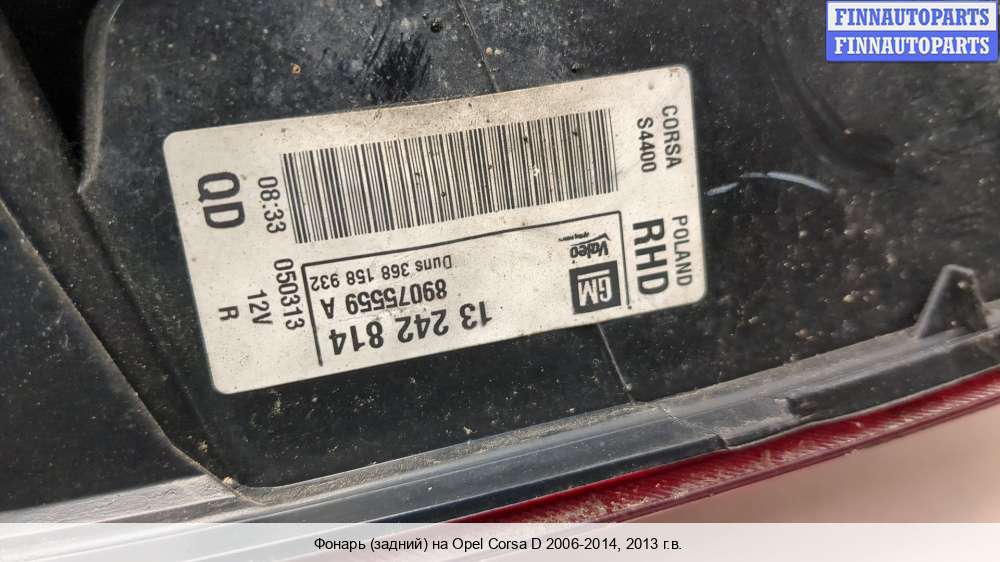 FINNAUTOPARTS
FINNAUTOPARTS
CORSA
S4400
POLAND
RHD
GM
Valeo
13 242 814
89075559 A
Duns 368 158 932
QD
08:33
050313
12V
R
Фонарь (задний) на Opel Corsa D 2006-2014, 2013 г.в.